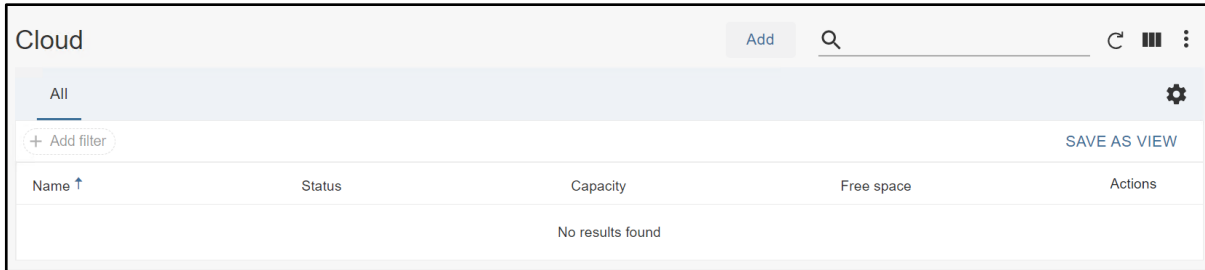 Cloud
Add
All
Add filter
SAVE AS VIEW
Name Status Capacity Free space Actions
No results found